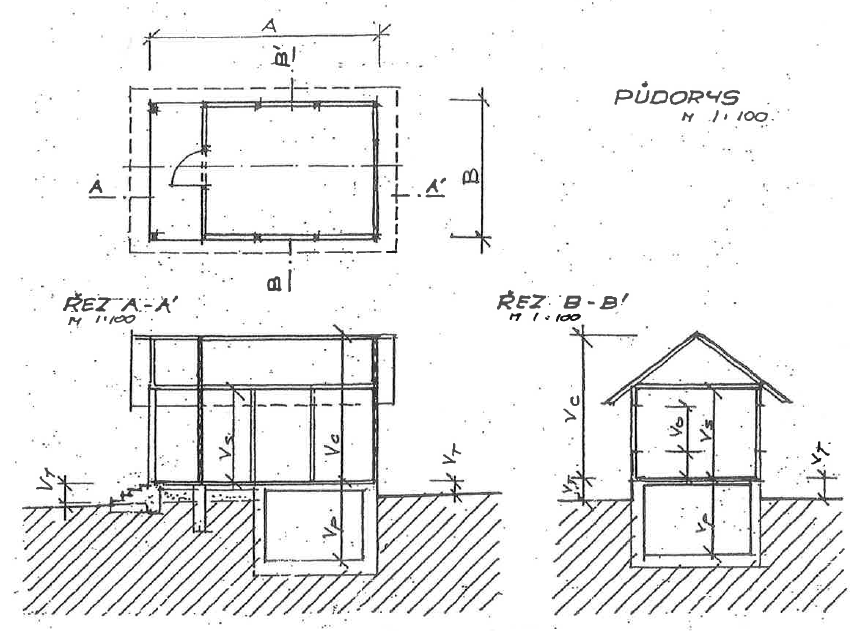 A
B'
PŮDORYS
M 1:100
B
A
A'
B
ŘEZ A-A'
M 1:100
ŘEZ B-B'
M 1:100
Vs
Vc
VT
VT
Vp
Vc
Vo
Vs
VT
VT
Vp